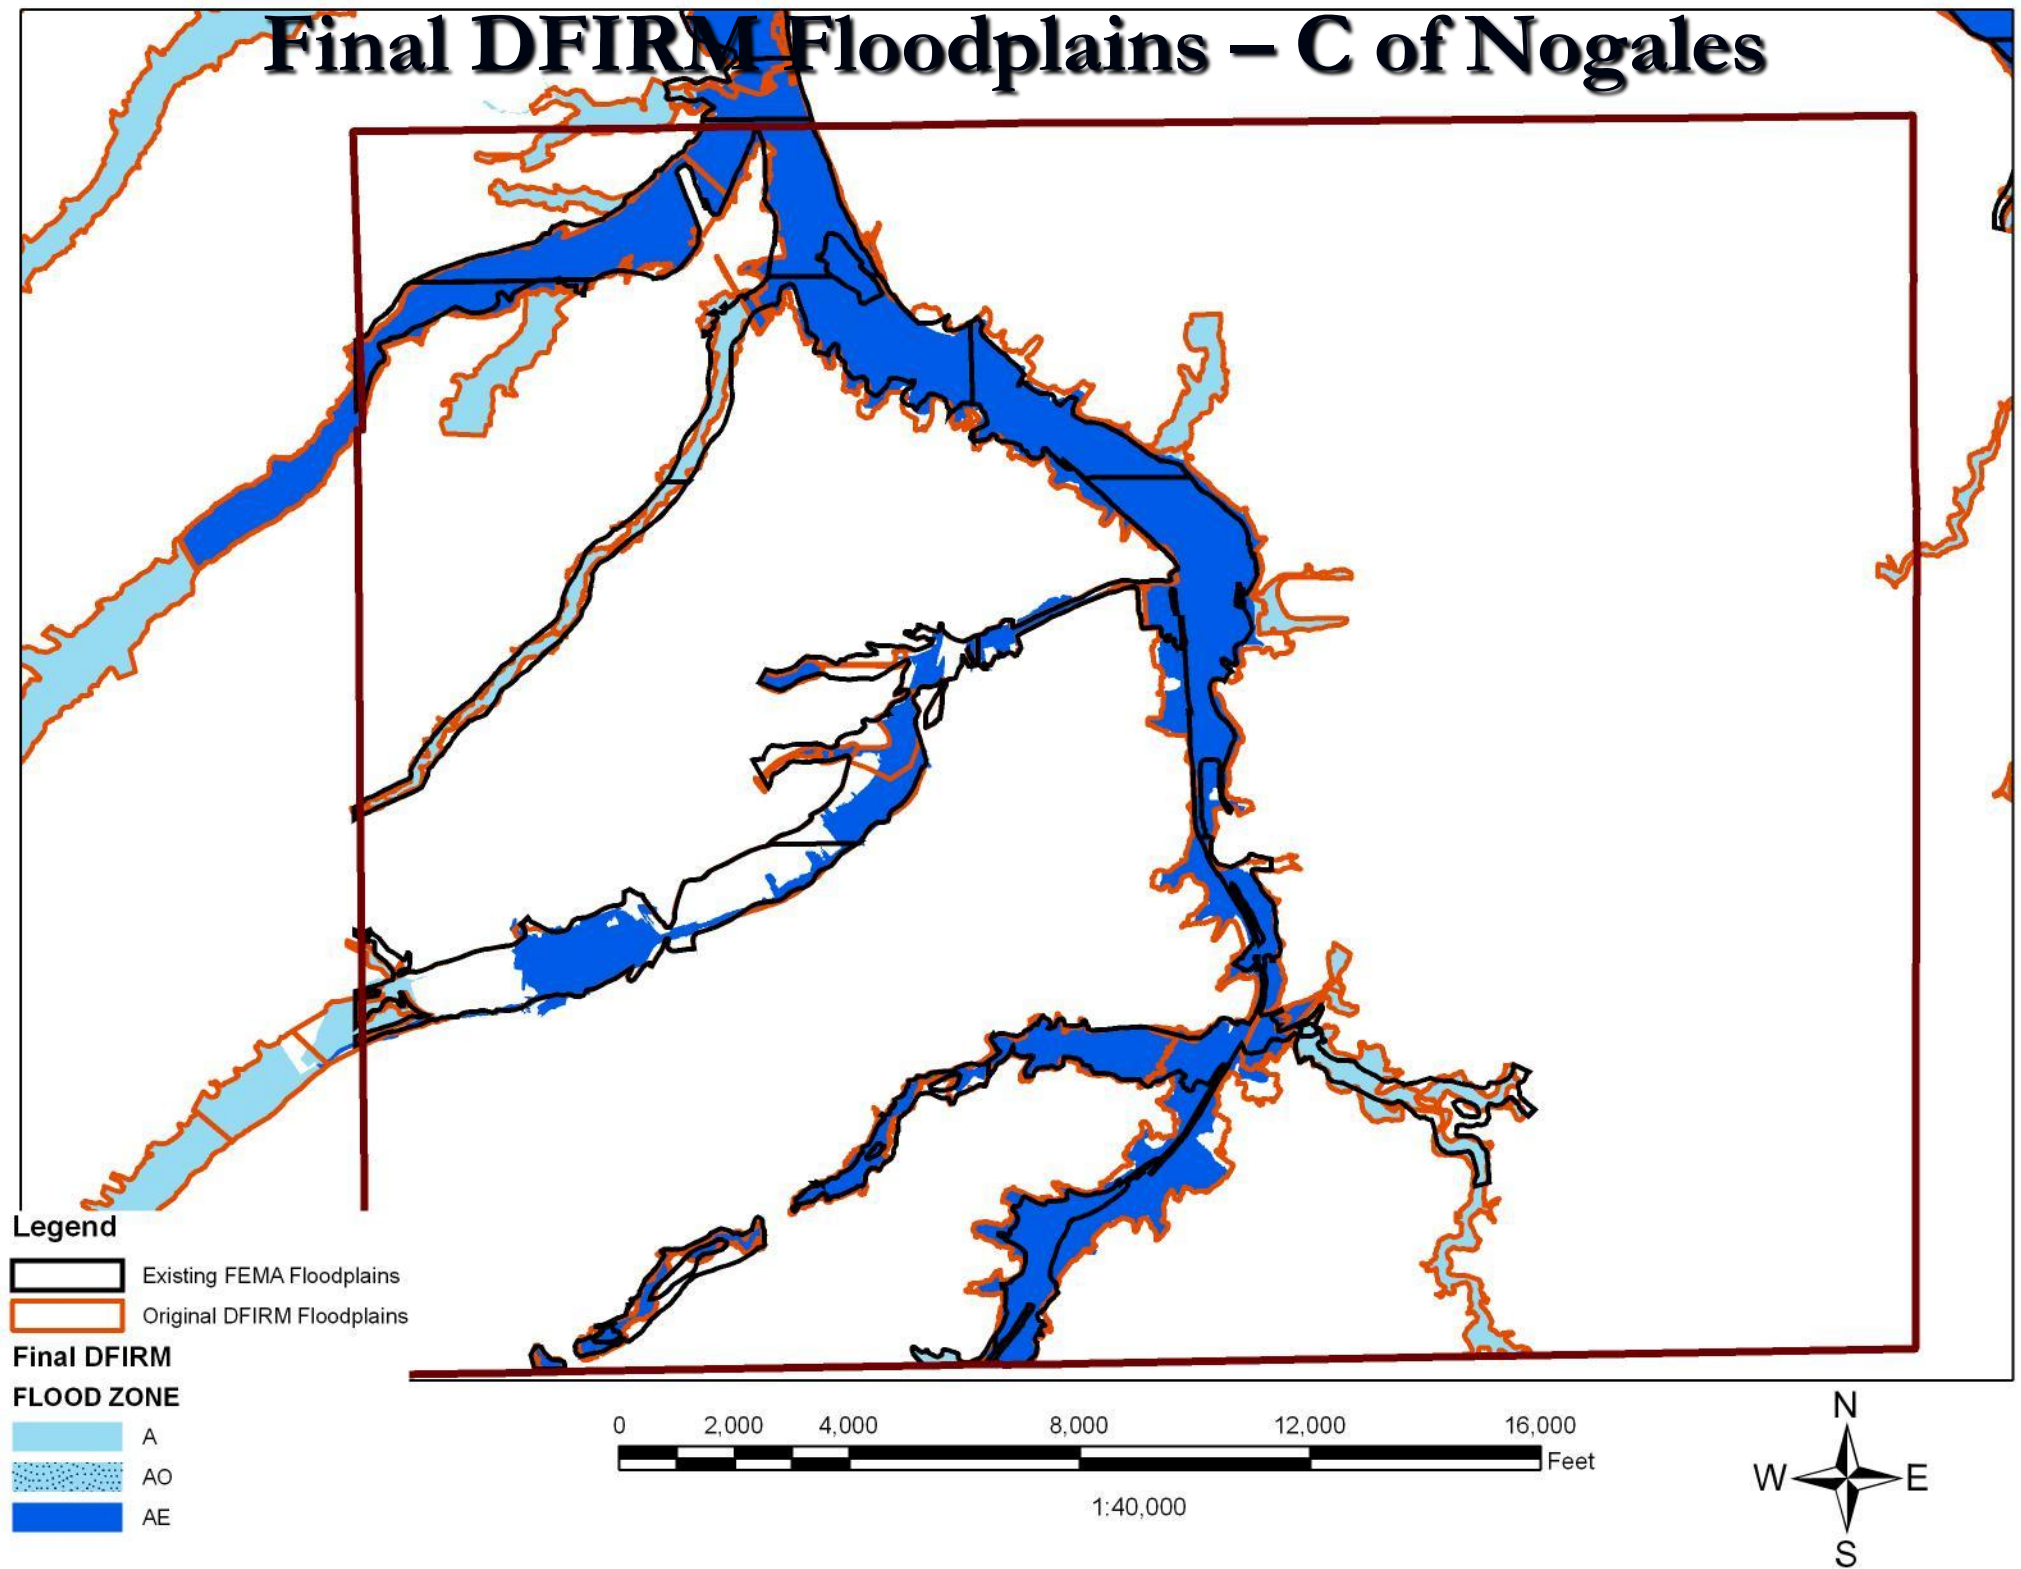 Final DFIRM Floodplains – C of Nogales
Legend
Existing FEMA Floodplains
Original DFIRM Floodplains
Final DFIRM
FLOOD ZONE
A
AO
AE
0 2,000 4,000 8,000 12,000 16,000
Feet
1:40,000
N
W E
S